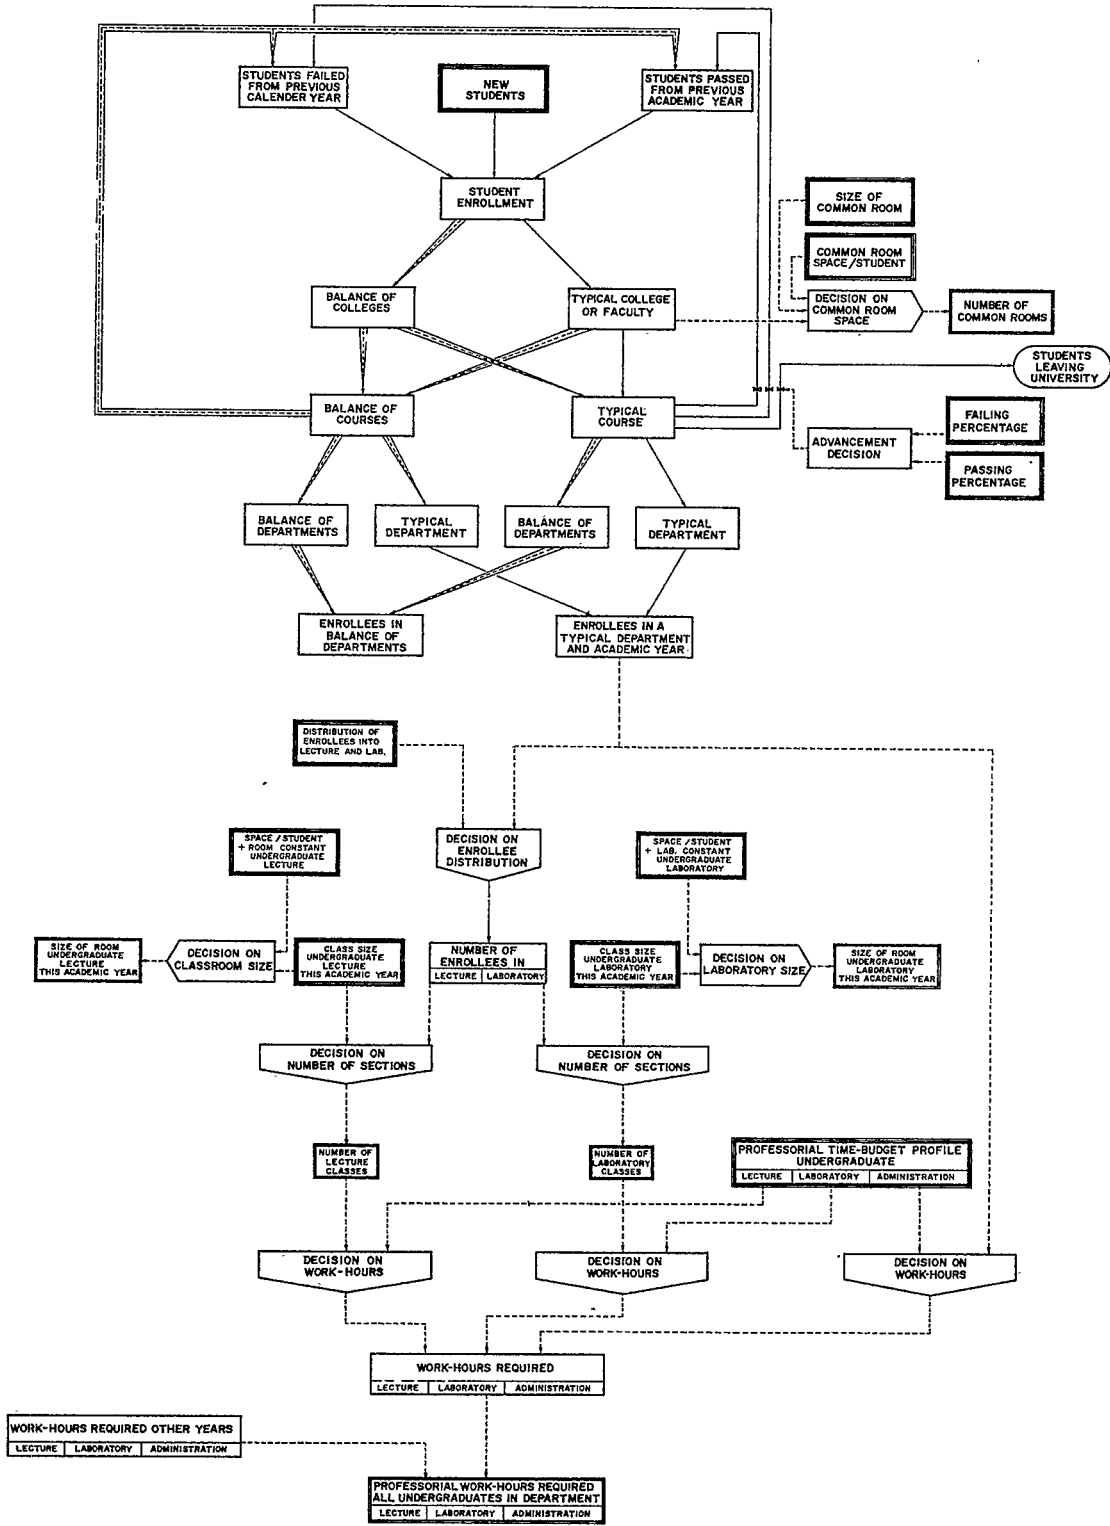 STUDENTS FAILED
FROM PREVIOUS
CALENDER YEAR
NEW
STUDENTS
STUDENTS PASSED
FROM PREVIOUS
ACADEMIC YEAR
STUDENT
ENROLLMENT
SIZE OF
COMMON ROOM
COMMON ROOM
SPACE/STUDENT
BALANCE OF
COLLEGES
TYPICAL COLLEGE
OR FACULTY
DECISION ON
COMMON ROOM
SPACE
NUMBER OF
COMMON ROOMS
STUDENTS
LEAVING
UNIVERSITY
BALANCE OF
COURSES
TYPICAL
COURSE
FAILING
PERCENTAGE
ADVANCEMENT
DECISION
PASSING
PERCENTAGE
BALANCE OF
DEPARTMENTS
TYPICAL
DEPARTMENT
BALANCE OF
DEPARTMENTS
TYPICAL
DEPARTMENT
ENROLLEES IN
BALANCE OF
DEPARTMENTS
ENROLLEES IN A
TYPICAL DEPARTMENT
AND ACADEMIC YEAR
DISTRIBUTION OF
ENROLLEES INTO
LECTURE AND LAB.
SPACE/STUDENT
+ ROOM CONSTANT
UNDERGRADUATE
LECTURE
DECISION ON
ENROLLEE
DISTRIBUTION
SPACE/STUDENT
+ LAB. CONSTANT
UNDERGRADUATE
LABORATORY
SIZE OF ROOM
UNDERGRADUATE
LECTURE
THIS ACADEMIC YEAR
DECISION ON
CLASSROOM SIZE
CLASS SIZE
UNDERGRADUATE
LECTURE
THIS ACADEMIC YEAR
NUMBER OF
ENROLLEES IN
LECTURE LABORATORY
CLASS SIZE
UNDERGRADUATE
LABORATORY
THIS ACADEMIC YEAR
DECISION ON
LABORATORY SIZE
SIZE OF ROOM
UNDERGRADUATE
LABORATORY
THIS ACADEMIC YEAR
DECISION ON
NUMBER OF SECTIONS
DECISION ON
NUMBER OF SECTIONS
NUMBER OF
LECTURE
CLASSES
NUMBER OF
LABORATORY
CLASSES
PROFESSORIAL TIME-BUDGET PROFILE
UNDERGRADUATE
LECTURE LABORATORY ADMINISTRATION
DECISION ON
WORK-HOURS
DECISION ON
WORK-HOURS
DECISION ON
WORK-HOURS
WORK-HOURS REQUIRED
LECTURE LABORATORY ADMINISTRATION
WORK-HOURS REQUIRED OTHER YEARS
LECTURE LABORATORY ADMINISTRATION
PROFESSORIAL WORK-HOURS REQUIRED
ALL UNDERGRADUATES IN DEPARTMENT
LECTURE LABORATORY ADMINISTRATION